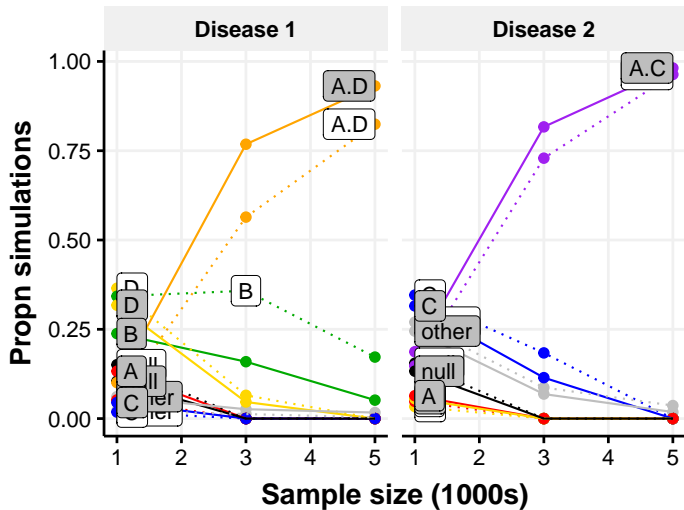 Disease 1
Disease 2
Propn simulations
1.00
0.75
0.50
0.25
0.00
A.D
A.D
B
D
D
B
A
C
A.C
C
other
null
A
1
2
3
4
5
1
2
3
4
5
Sample size (1000s)